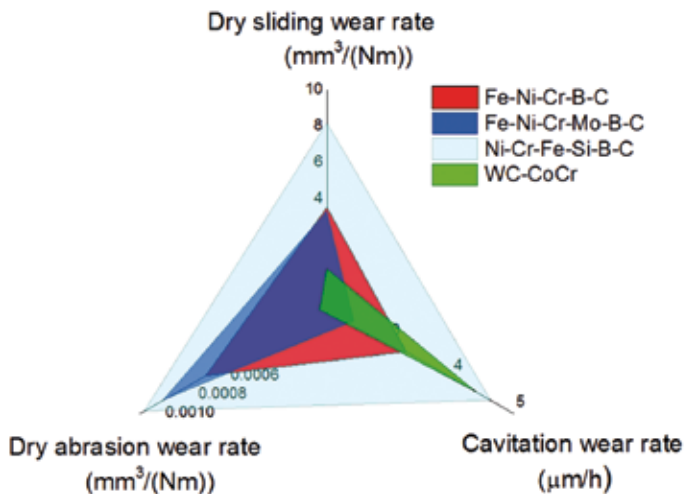 Dry sliding wear rate
(mm³/(Nm))
10
8
6
4
Fe-Ni-Cr-B-C
Fe-Ni-Cr-Mo-B-C
Ni-Cr-Fe-Si-B-C
WC-CoCr
4
5
0.0006
0.0008
0.0010
Dry abrasion wear rate
(mm³/(Nm))
Cavitation wear rate
(μm/h)